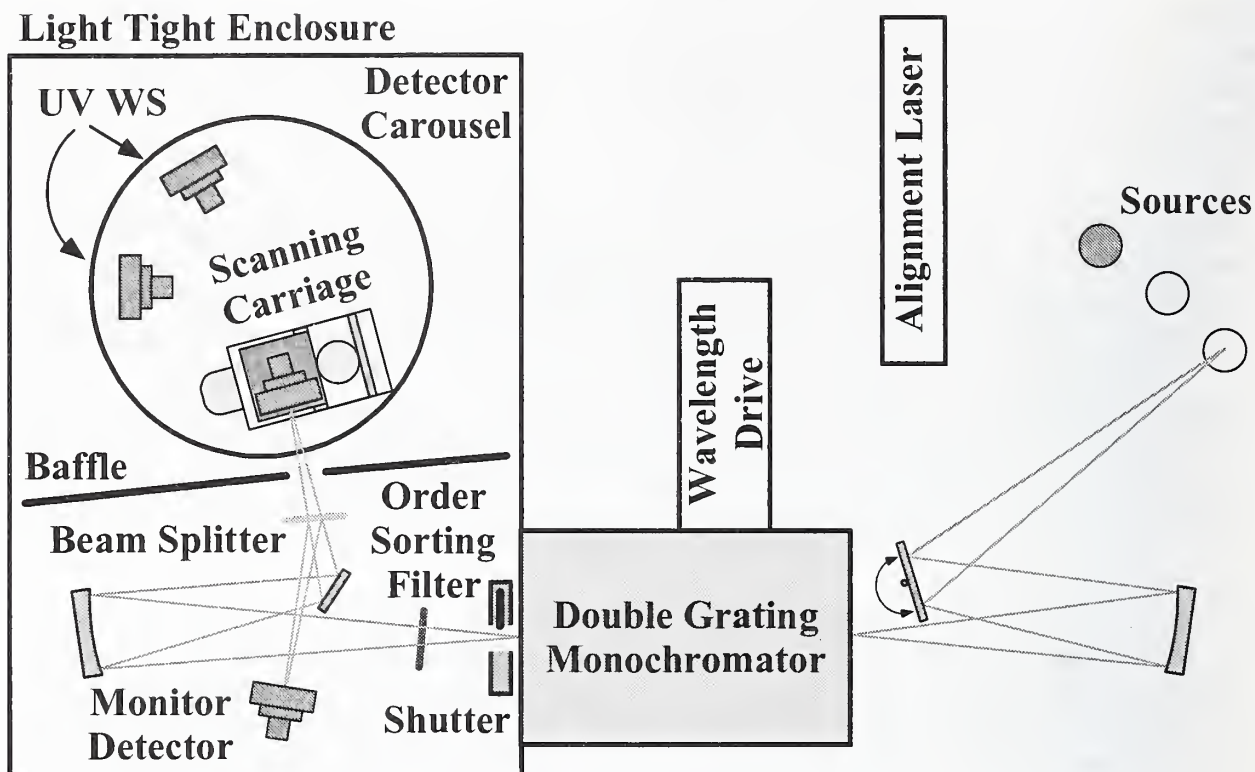 Light Tight Enclosure
UV WS
Detector
Carousel
Scanning
Carriage
Baffle
Beam Splitter
Order
Sorting
Filter
Monitor
Detector
Shutter
Wavelength
Drive
Double Grating
Monochromator
Alignment Laser
Sources